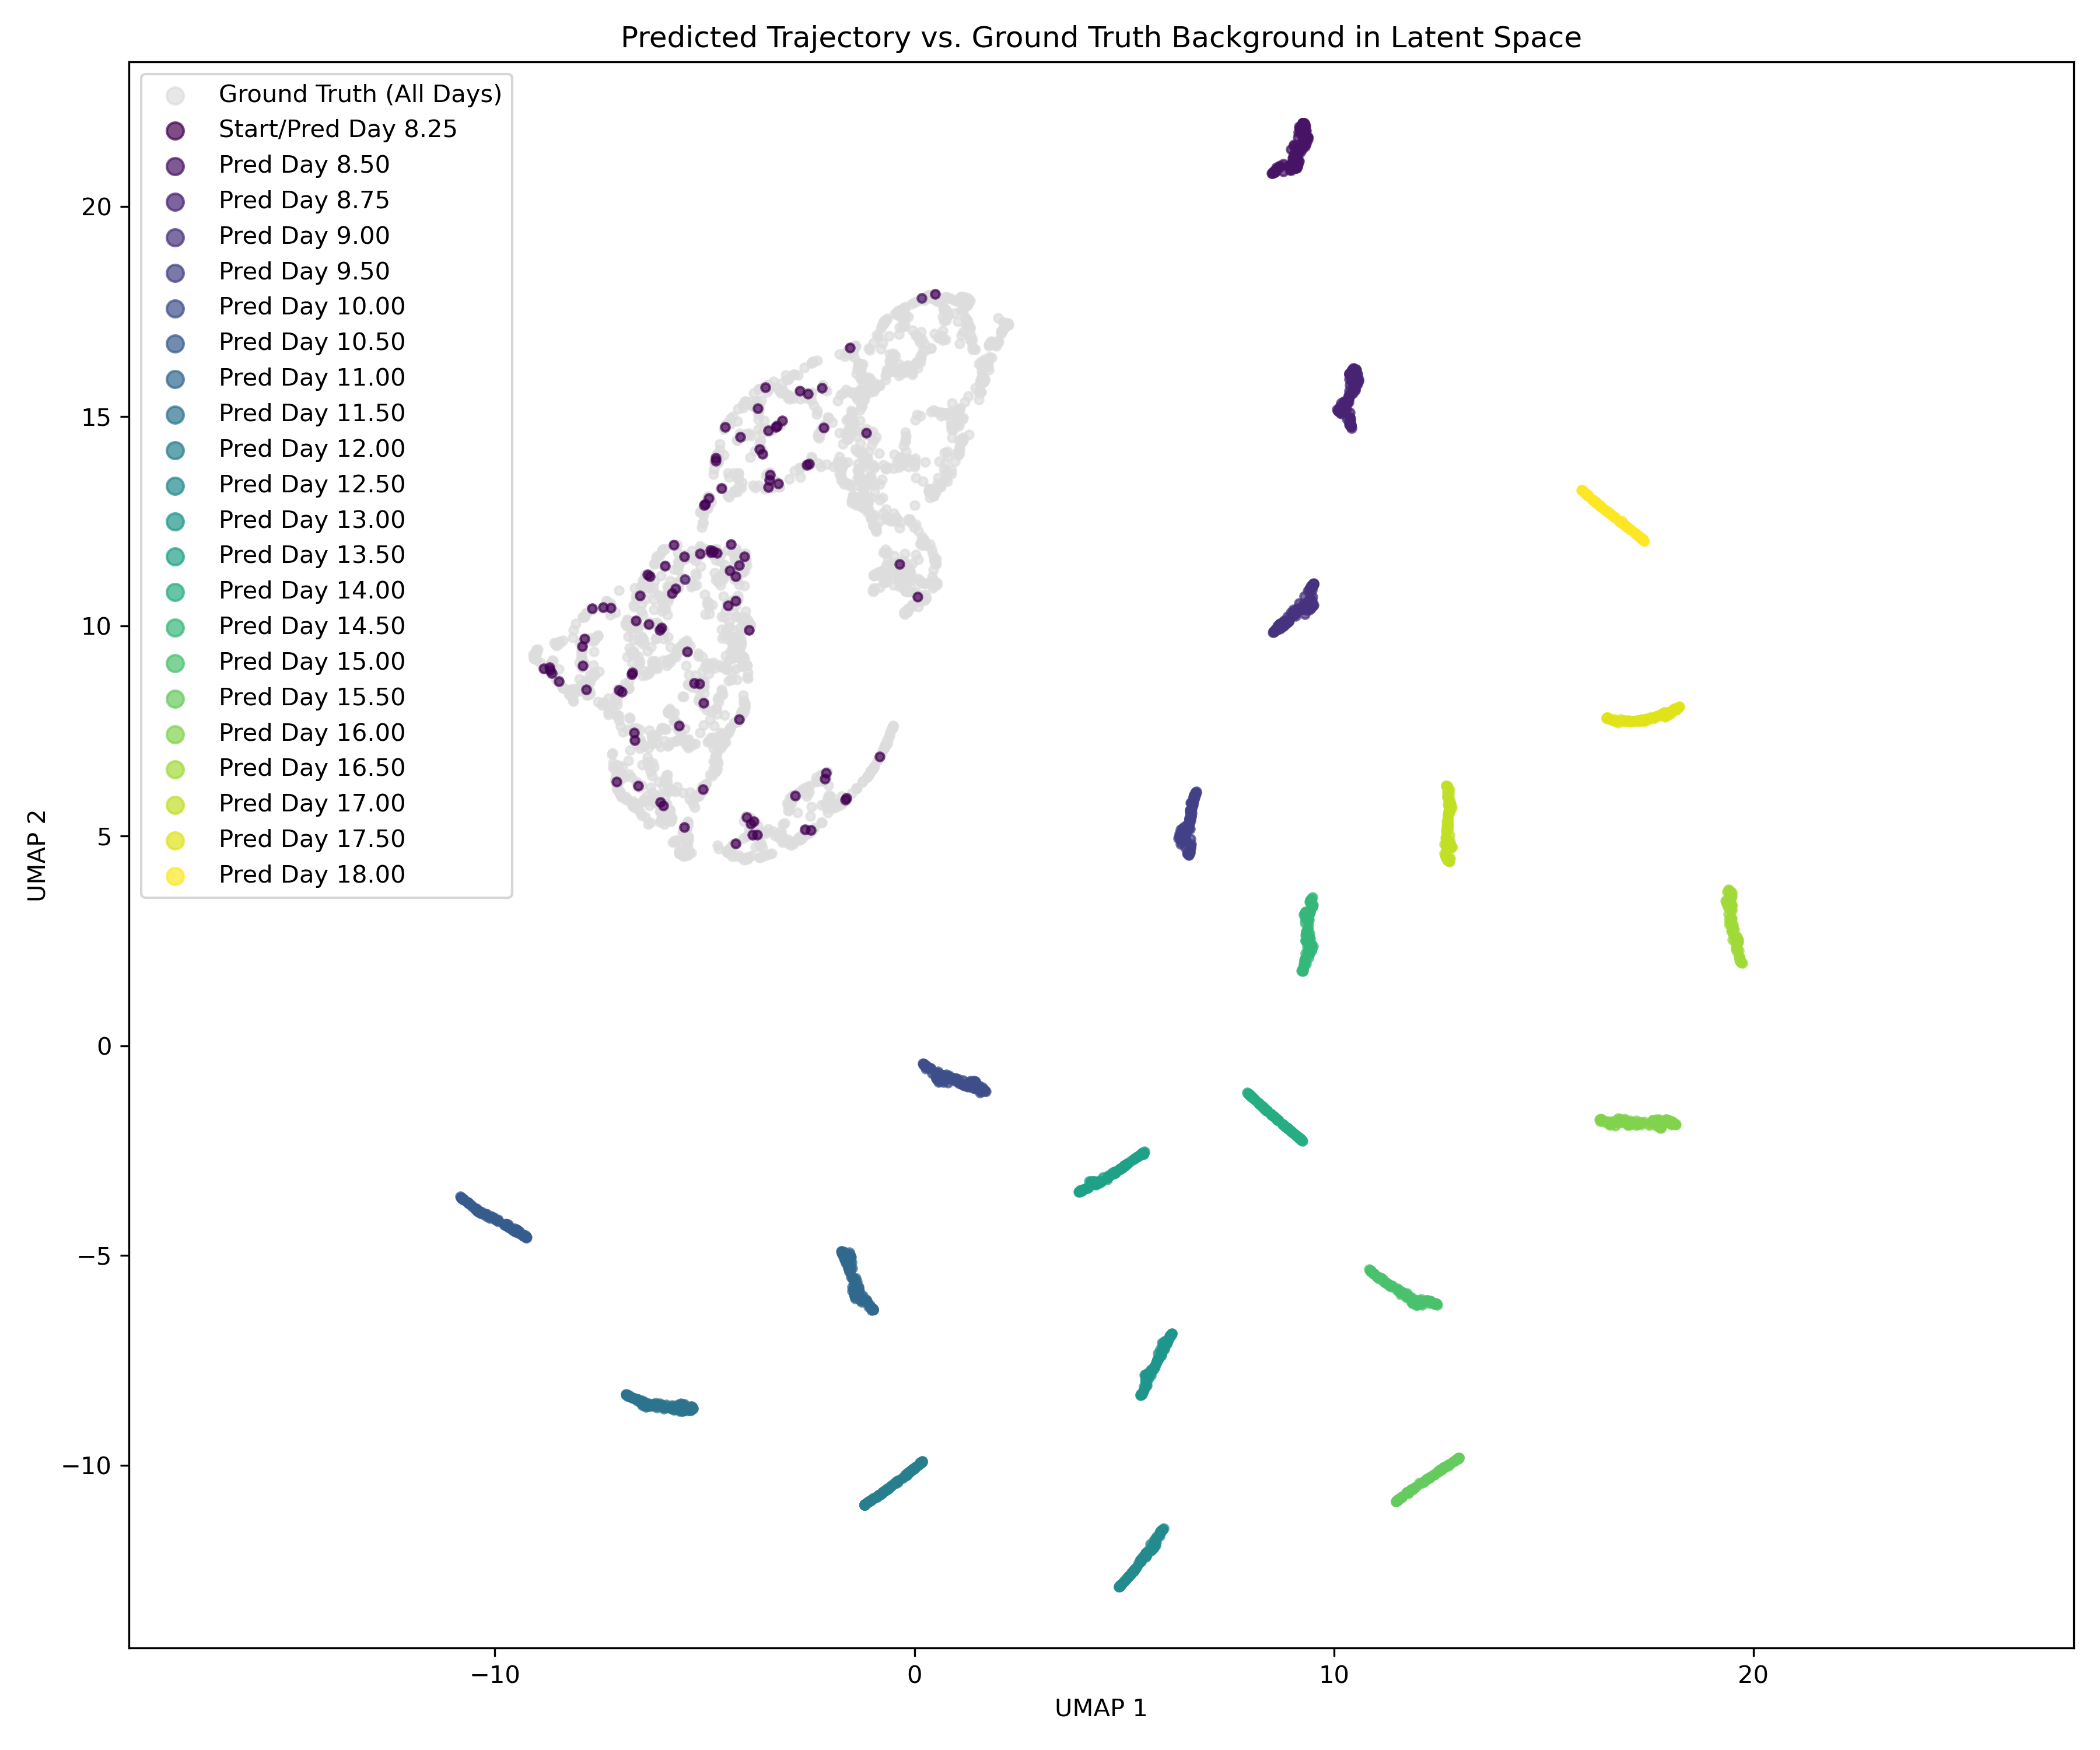 Predicted Trajectory vs. Ground Truth Background in Latent Space
Ground Truth (All Days)
Start/Pred Day 8.25
Pred Day 8.50
Pred Day 8.75
Pred Day 9.00
Pred Day 9.50
Pred Day 10.00
Pred Day 10.50
Pred Day 11.00
Pred Day 11.50
Pred Day 12.00
Pred Day 12.50
Pred Day 13.00
Pred Day 13.50
Pred Day 14.00
Pred Day 14.50
Pred Day 15.00
Pred Day 15.50
Pred Day 16.00
Pred Day 16.50
Pred Day 17.00
Pred Day 17.50
Pred Day 18.00
20
15
10
5
0
−5
−10
UMAP 2
−10
0
10
20
UMAP 1